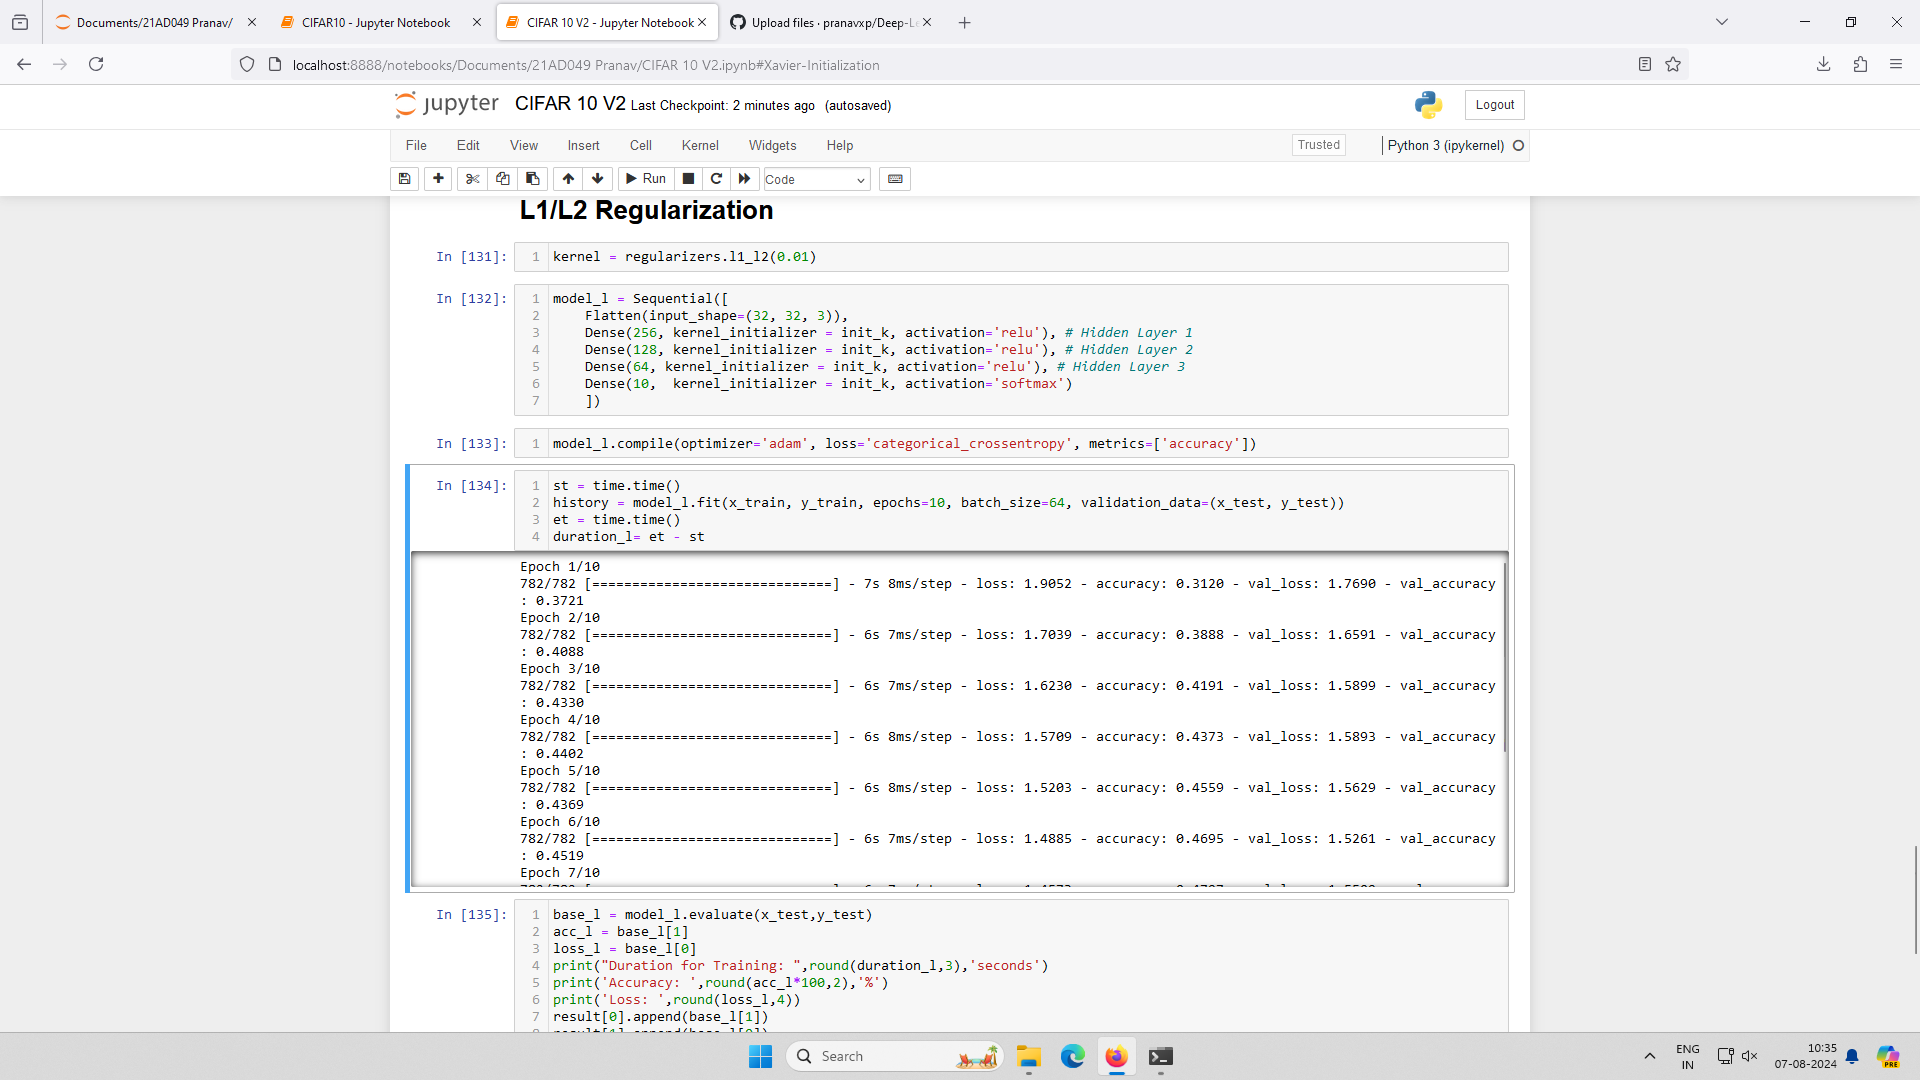 Documents/21AD049 Pranav/
CIFAR10 - Jupyter Notebook
CIFAR 10 V2 - Jupyter Notebook
Upload files · pranavxp/Deep-Le
localhost:8888/notebooks/Documents/21AD049 Pranav/CIFAR 10 V2.ipynb#Xavier-Initialization
jupyter CIFAR 10 V2 Last Checkpoint: 2 minutes ago (autosaved)
Logout
File Edit View Insert Cell Kernel Widgets Help
Trusted
Python 3 (ipykernel)
Run
Code
L1/L2 Regularization
In [131]:
1 kernel = regularizers.l1_l2(0.01)
In [132]:
1 model_l = Sequential([
2 Flatten(input_shape=(32, 32, 3)),
3 Dense(256, kernel_initializer = init_k, activation='relu'), # Hidden Layer 1
4 Dense(128, kernel_initializer = init_k, activation='relu'), # Hidden Layer 2
5 Dense(64, kernel_initializer = init_k, activation='relu'), # Hidden Layer 3
6 Dense(10,  kernel_initializer = init_k, activation='softmax')
7 ])
In [133]:
1 model_l.compile(optimizer='adam', loss='categorical_crossentropy', metrics=['accuracy'])
In [134]:
1 st = time.time()
2 history = model_l.fit(x_train, y_train, epochs=10, batch_size=64, validation_data=(x_test, y_test))
3 et = time.time()
4 duration_l= et - st
Epoch 1/10
782/782 [==============================] - 7s 8ms/step - loss: 1.9052 - accuracy: 0.3120 - val_loss: 1.7690 - val_accuracy
: 0.3721
Epoch 2/10
782/782 [==============================] - 6s 7ms/step - loss: 1.7039 - accuracy: 0.3888 - val_loss: 1.6591 - val_accuracy
: 0.4088
Epoch 3/10
782/782 [==============================] - 6s 7ms/step - loss: 1.6230 - accuracy: 0.4191 - val_loss: 1.5899 - val_accuracy
: 0.4330
Epoch 4/10
782/782 [==============================] - 6s 8ms/step - loss: 1.5709 - accuracy: 0.4373 - val_loss: 1.5893 - val_accuracy
: 0.4402
Epoch 5/10
782/782 [==============================] - 6s 8ms/step - loss: 1.5203 - accuracy: 0.4559 - val_loss: 1.5629 - val_accuracy
: 0.4369
Epoch 6/10
782/782 [==============================] - 6s 7ms/step - loss: 1.4885 - accuracy: 0.4695 - val_loss: 1.5261 - val_accuracy
: 0.4519
Epoch 7/10
In [135]:
1 base_l = model_l.evaluate(x_test,y_test)
2 acc_l = base_l[1]
3 loss_l = base_l[0]
4 print("Duration for Training: ",round(duration_l,3),'seconds')
5 print('Accuracy: ',round(acc_l*100,2),'%')
6 print('Loss: ',round(loss_l,4))
7 result[0].append(base_l[1])
Search
ENG
IN
10:35
07-08-2024
PRE